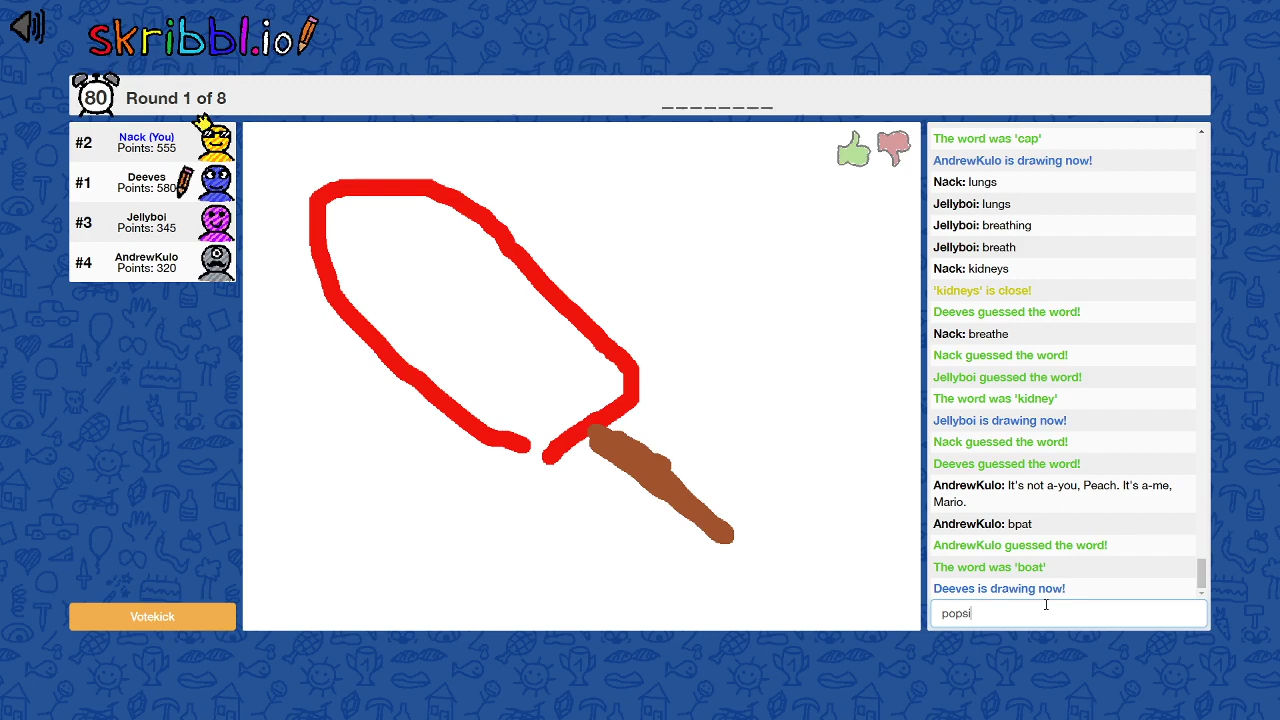 skribbl.io
80
Round 1 of 8
________
#2
Nack (You)
Points: 555
#1
Deeves
Points: 580
#3
Jellyboi
Points: 345
#4
AndrewKulo
Points: 320
Votekick
The word was 'cap'
AndrewKulo is drawing now!
Nack: lungs
Jellyboi: lungs
Jellyboi: breathing
Jellyboi: breath
Nack: kidneys
'kidneys' is close!
Deeves guessed the word!
Nack: breathe
Nack guessed the word!
Jellyboi guessed the word!
The word was 'kidney'
Jellyboi is drawing now!
Nack guessed the word!
Deeves guessed the word!
AndrewKulo: It's not a-you, Peach. It's a-me,
Mario.
AndrewKulo: bpat
AndrewKulo guessed the word!
The word was 'boat'
Deeves is drawing now!
popsi